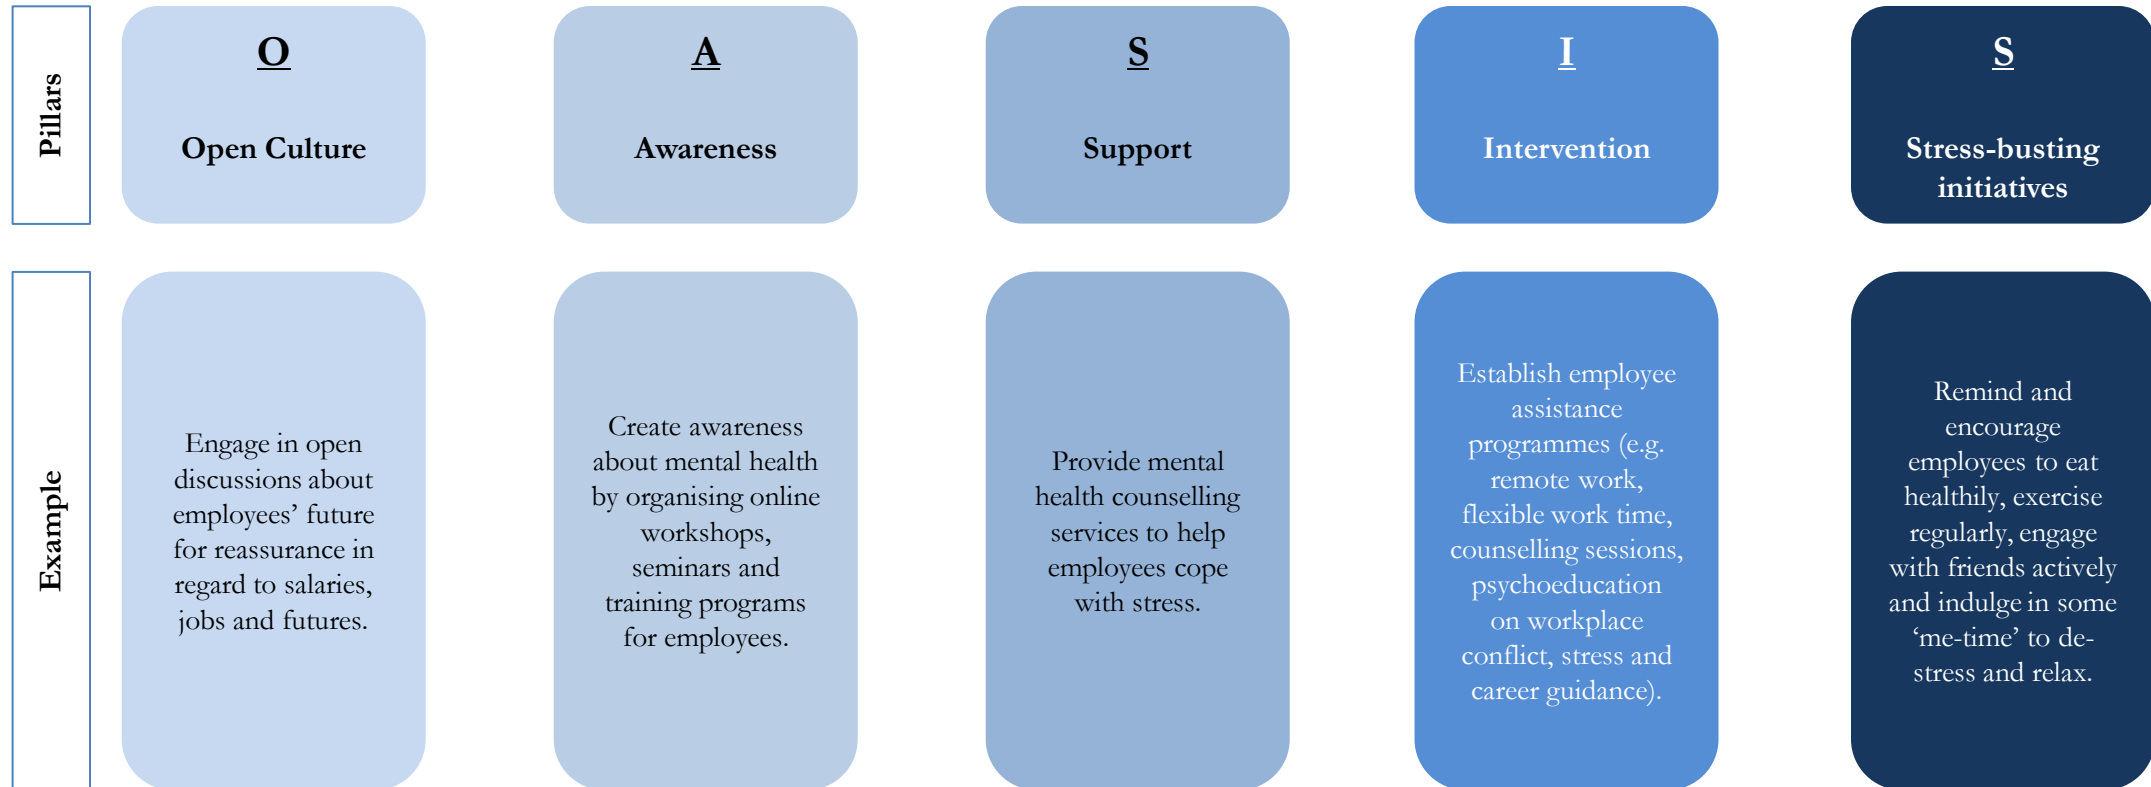 Pillars
O
Open Culture
A
Awareness
S
Support
I
Intervention
S
Stress-busting
initiatives
Example
Engage in open
discussions about
employees’ future
for reassurance in
regard to salaries,
jobs and futures.
Create awareness
about mental health
by organising online
workshops,
seminars and
training programs
for employees.
Provide mental
health counselling
services to help
employees cope
with stress.
Establish employee
assistance
programmes (e.g.
remote work,
flexible work time,
counselling sessions,
psychoeducation
on workplace
conflict, stress and
career guidance).
Remind and
encourage
employees to eat
healthily, exercise
regularly, engage
with friends actively
and indulge in some
‘me-time’ to de-
stress and relax.